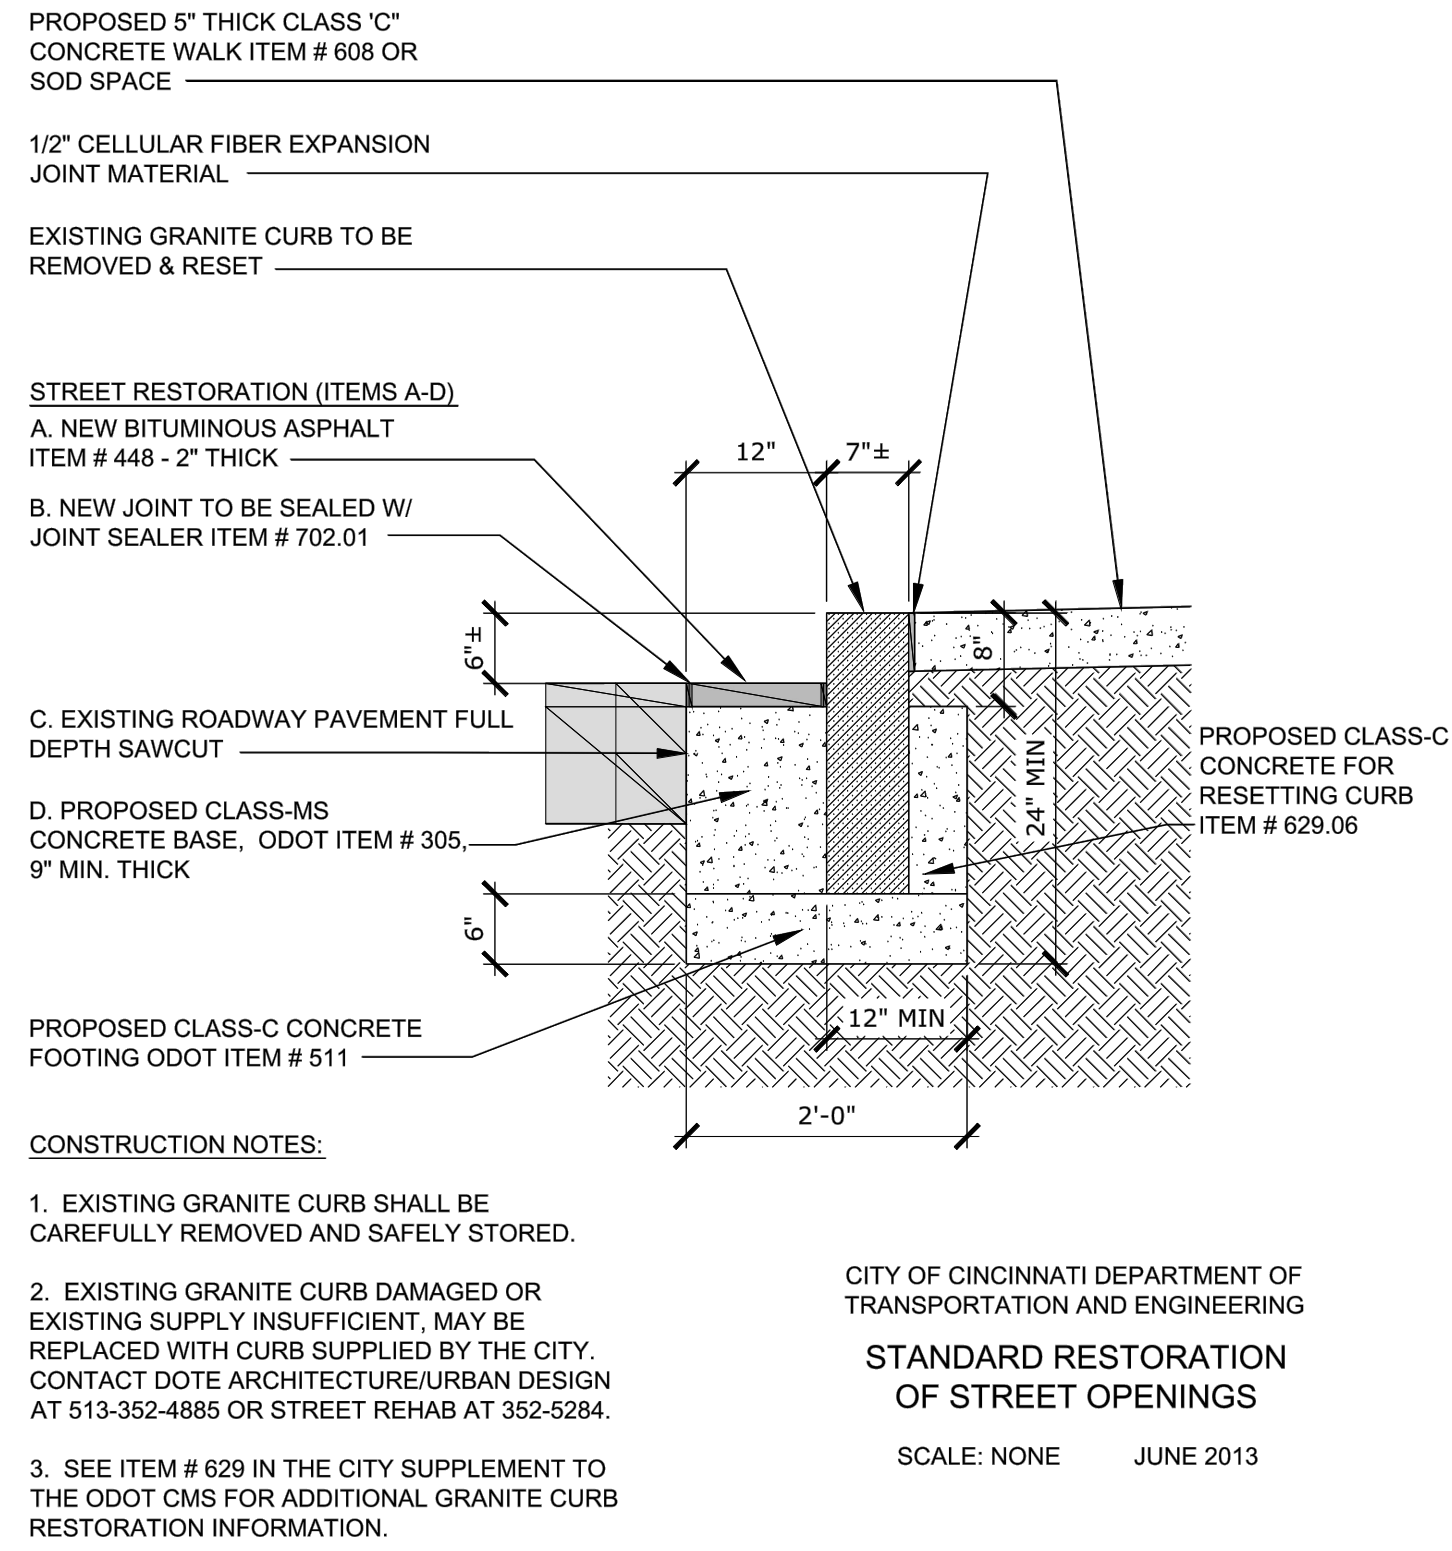 PROPOSED 5" THICK CLASS 'C"
CONCRETE WALK ITEM # 608 OR
SOD SPACE
1/2" CELLULAR FIBER EXPANSION
JOINT MATERIAL
EXISTING GRANITE CURB TO BE
REMOVED & RESET
STREET RESTORATION (ITEMS A-D)
A. NEW BITUMINOUS ASPHALT
ITEM # 448 - 2" THICK
B. NEW JOINT TO BE SEALED W/
JOINT SEALER ITEM # 702.01
C. EXISTING ROADWAY PAVEMENT FULL
DEPTH SAWCUT
D. PROPOSED CLASS-MS
CONCRETE BASE, ODOT ITEM # 305,
9" MIN. THICK
PROPOSED CLASS-C CONCRETE
FOOTING ODOT ITEM # 511
12"
7"±
6"±
8"
24" MIN
6"
12" MIN
2'-0"
PROPOSED CLASS-C
CONCRETE FOR
RESETTING CURB
ITEM # 629.06
CONSTRUCTION NOTES:
1. EXISTING GRANITE CURB SHALL BE
CAREFULLY REMOVED AND SAFELY STORED.
2. EXISTING GRANITE CURB DAMAGED OR
EXISTING SUPPLY INSUFFICIENT, MAY BE
REPLACED WITH CURB SUPPLIED BY THE CITY.
CONTACT DOTE ARCHITECTURE/URBAN DESIGN
AT 513-352-4885 OR STREET REHAB AT 352-5284.
3. SEE ITEM # 629 IN THE CITY SUPPLEMENT TO
THE ODOT CMS FOR ADDITIONAL GRANITE CURB
RESTORATION INFORMATION.
CITY OF CINCINNATI DEPARTMENT OF
TRANSPORTATION AND ENGINEERING
STANDARD RESTORATION
OF STREET OPENINGS
SCALE: NONE JUNE 2013